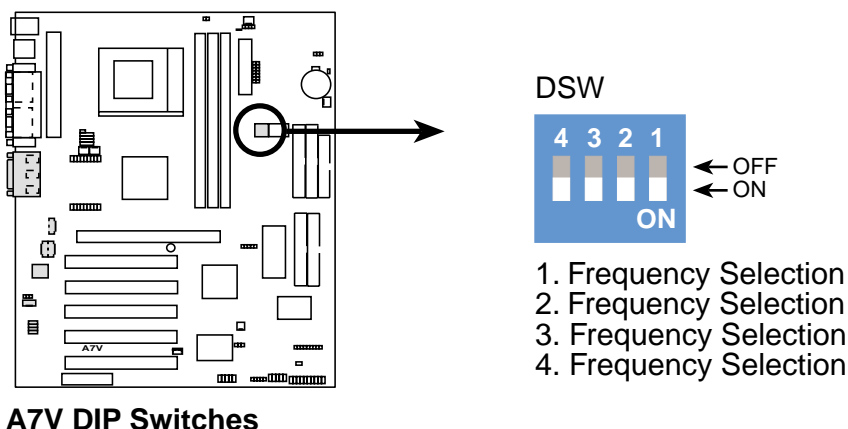 DSW
4 3 2 1
OFF
ON
ON
1. Frequency Selection
2. Frequency Selection
3. Frequency Selection
4. Frequency Selection
A7V
A7V DIP Switches